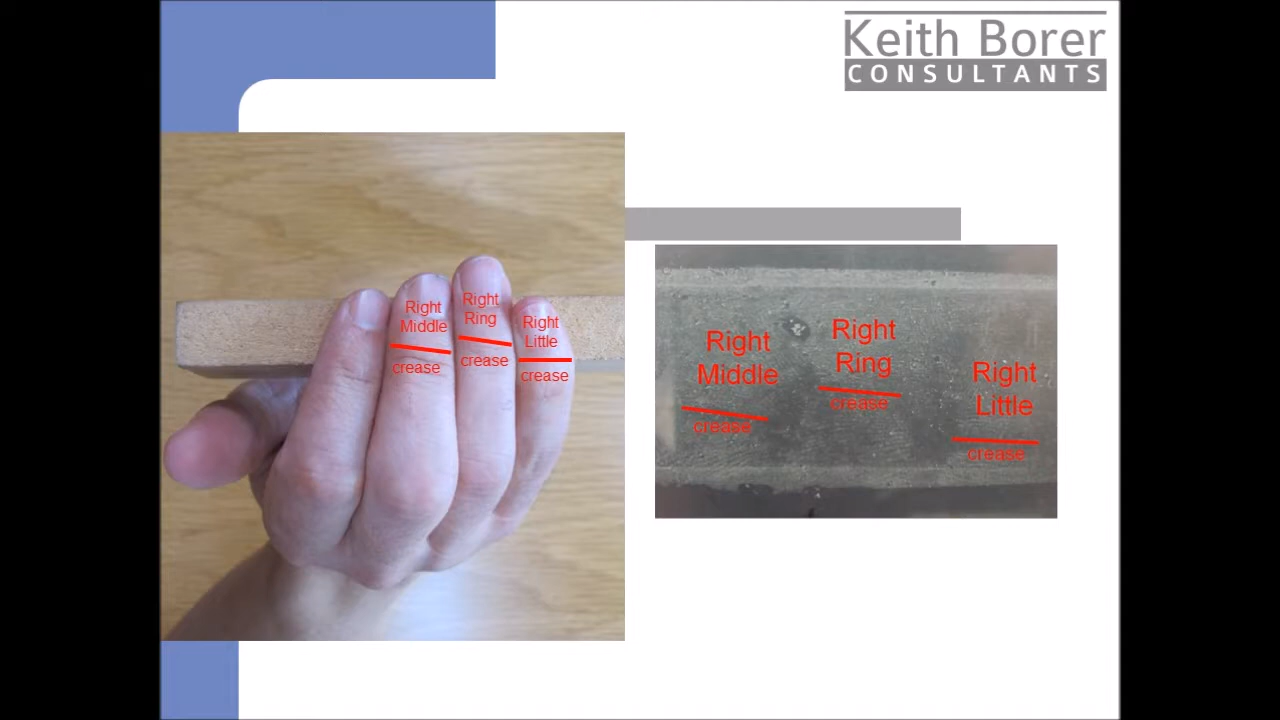 Keith Borer
CONSULTANTS
Right
Middle
crease
Right
Ring
crease
Right
Little
crease
Right
Middle
crease
Right
Ring
crease
Right
Little
crease